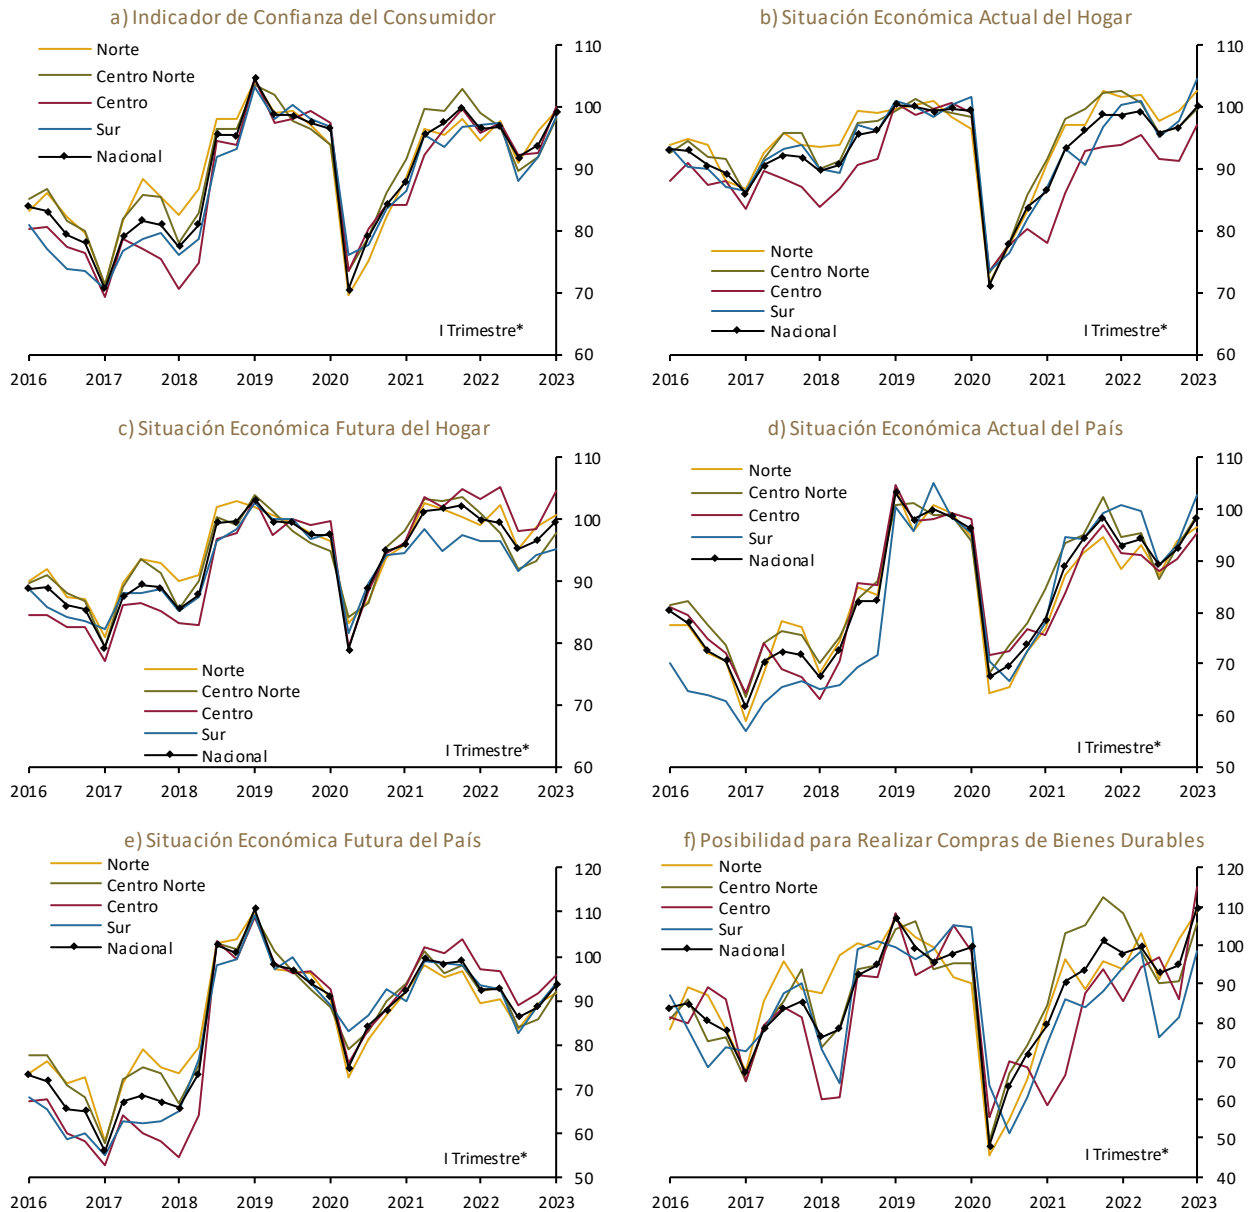 a) Indicador de Confianza del Consumidor
Norte
Centro Norte
Centro
Sur
Nacional
110
100
90
80
70
60
I Trimestre*
2016 2017 2018 2019 2020 2021 2022 2023
b) Situación Económica Actual del Hogar
Norte
Centro Norte
Centro
Sur
Nacional
110
100
90
80
70
60
I Trimestre*
2016 2017 2018 2019 2020 2021 2022 2023
c) Situación Económica Futura del Hogar
Norte
Centro Norte
Centro
Sur
Nacional
110
100
90
80
70
60
I Trimestre*
2016 2017 2018 2019 2020 2021 2022 2023
d) Situación Económica Actual del País
Norte
Centro Norte
Centro
Sur
Nacional
110
100
90
80
70
60
50
I Trimestre*
2016 2017 2018 2019 2020 2021 2022 2023
e) Situación Económica Futura del País
Norte
Centro Norte
Centro
Sur
Nacional
120
110
100
90
80
70
60
50
I Trimestre*
2016 2017 2018 2019 2020 2021 2022 2023
f) Posibilidad para Realizar Compras de Bienes Durables
Norte
Centro Norte
Centro
Sur
Nacional
120
110
100
90
80
70
60
50
40
I Trimestre*
2016 2017 2018 2019 2020 2021 2022 2023